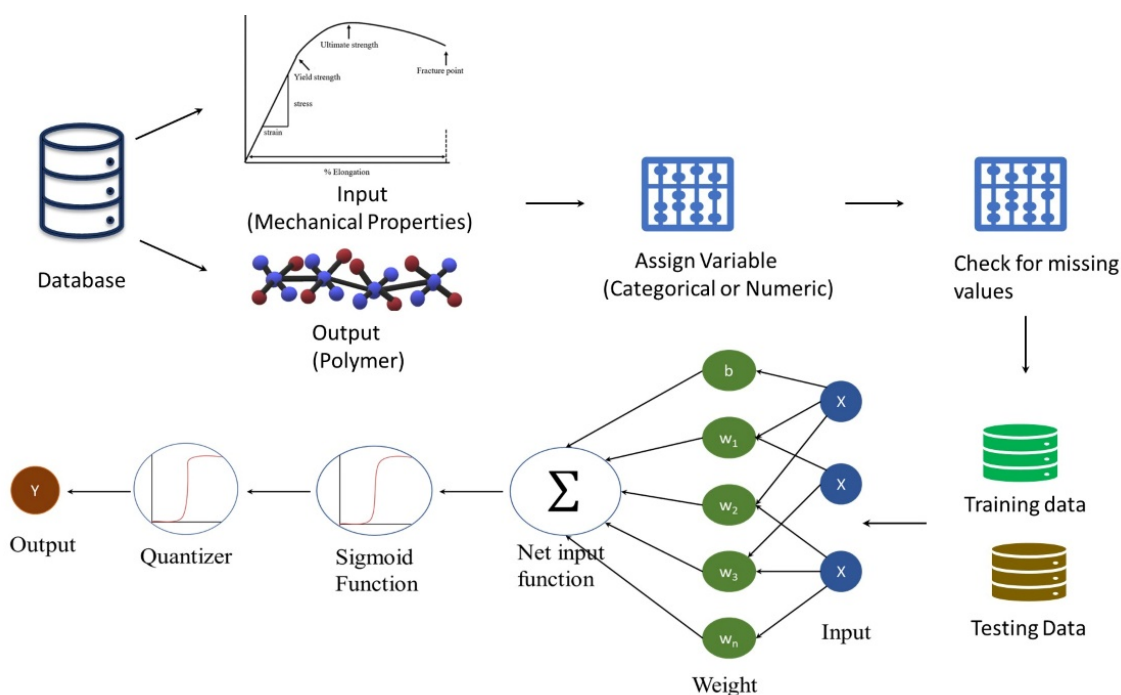 Ultimate strength
Yield strength
Fracture point
stress
strain
% Elongation
Input
(Mechanical Properties)
Database
Output
(Polymer)
Assign Variable
(Categorical or Numeric)
Check for missing
values
Training data
Testing Data
X
X
X
Input
b
w1
w2
w3
wn
Weight
Σ
Net input
function
Sigmoid
Function
Quantizer
Y
Output